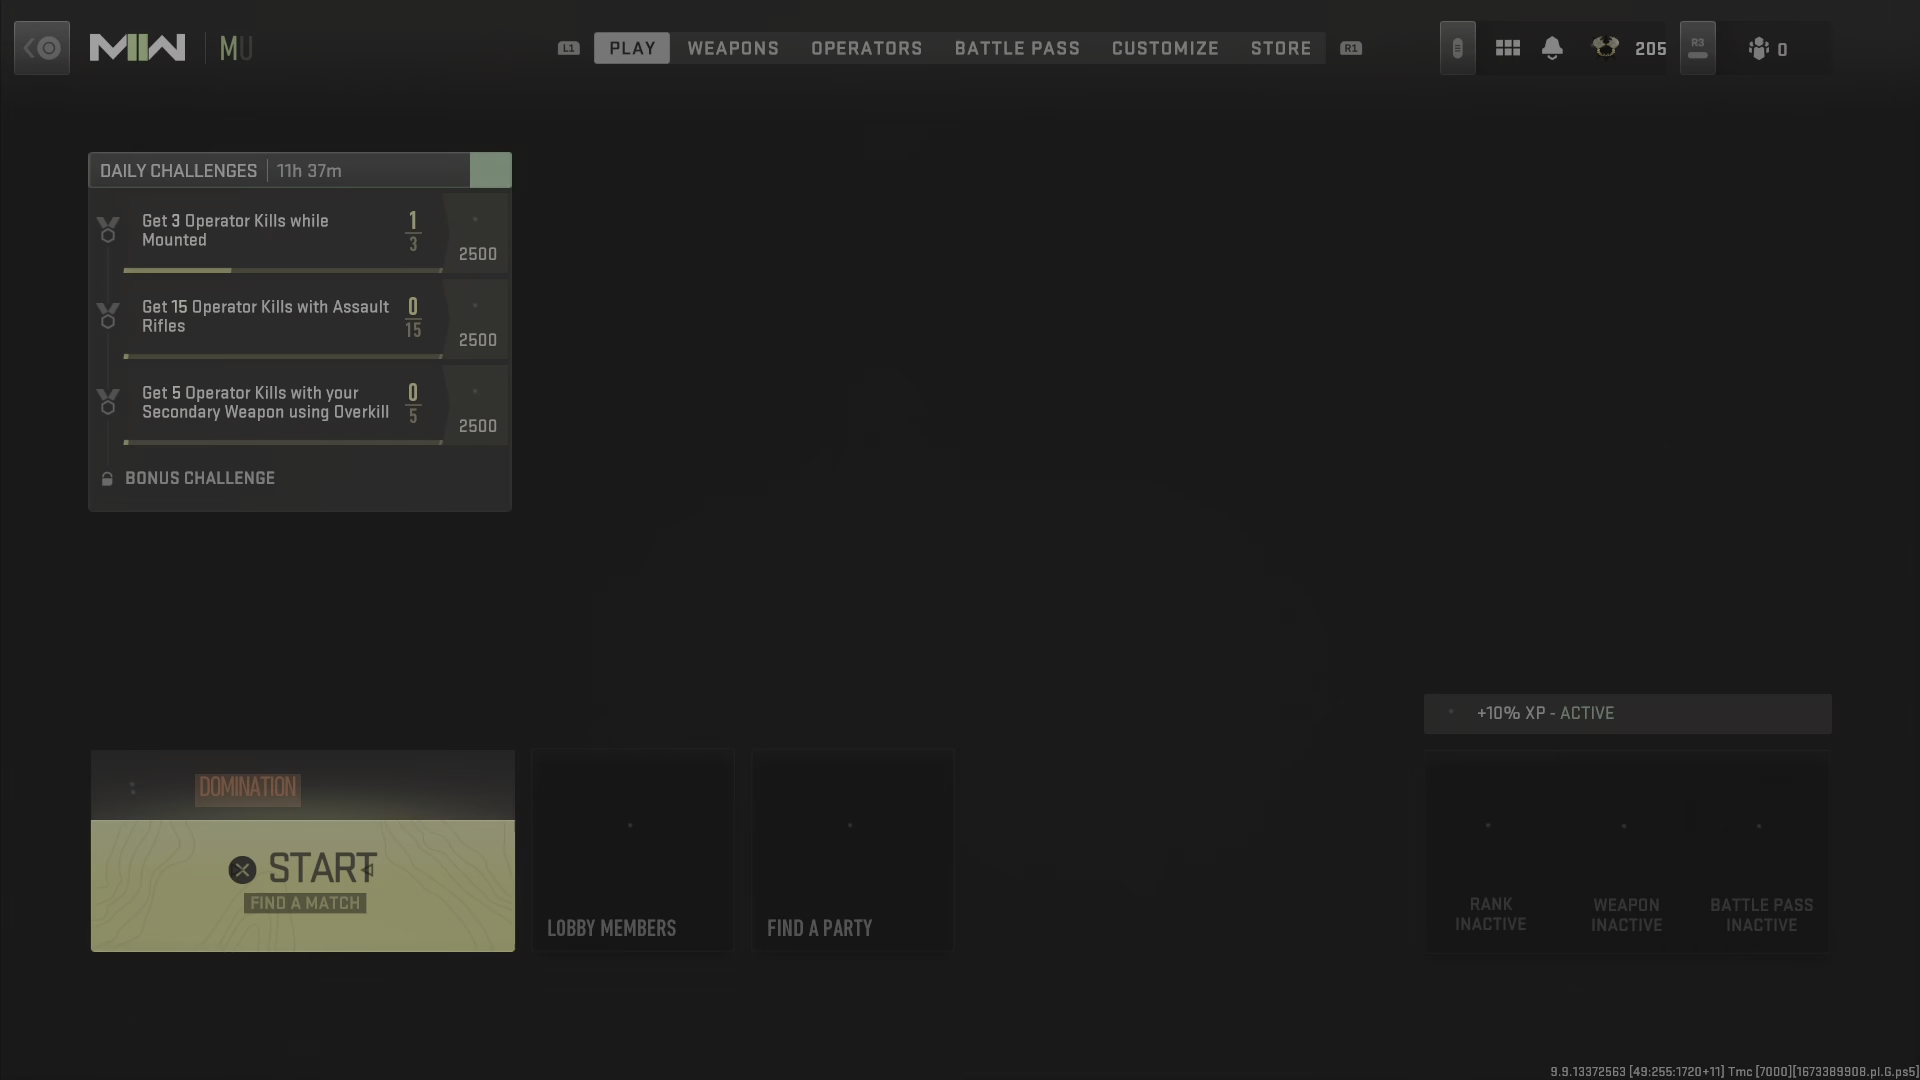 MWII MU
L1 PLAY WEAPONS OPERATORS BATTLE PASS CUSTOMIZE STORE R1
205 R3 0
DAILY CHALLENGES 11h 37m
Get 3 Operator Kills while
Mounted
1
3
2500
Get 15 Operator Kills with Assault
Rifles
0
15
2500
Get 5 Operator Kills with your
Secondary Weapon using Overkill
0
5
2500
BONUS CHALLENGE
+10% XP - ACTIVE
DOMINATION
START
FIND A MATCH
LOBBY MEMBERS
FIND A PARTY
RANK
INACTIVE
WEAPON
INACTIVE
BATTLE PASS
INACTIVE
9.9.13372563 [49:255:1720+11] Tmc [7000][1673389908.pl.G.ps5]